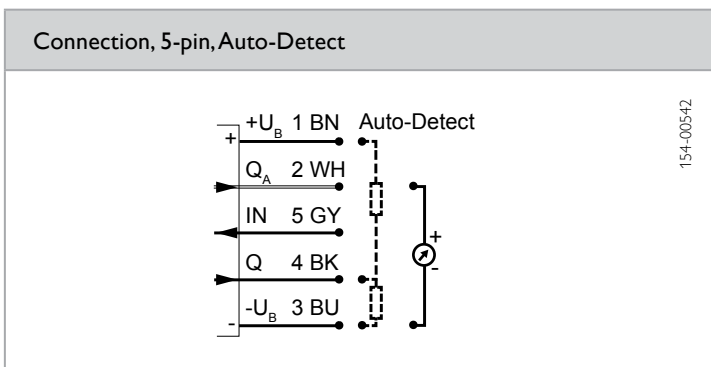 Connection, 5-pin, Auto-Detect
+U_B 1 BN Auto-Detect
+
Q_A 2 WH
IN 5 GY
+
Q 4 BK
-
-U_B 3 BU
-
154-00542